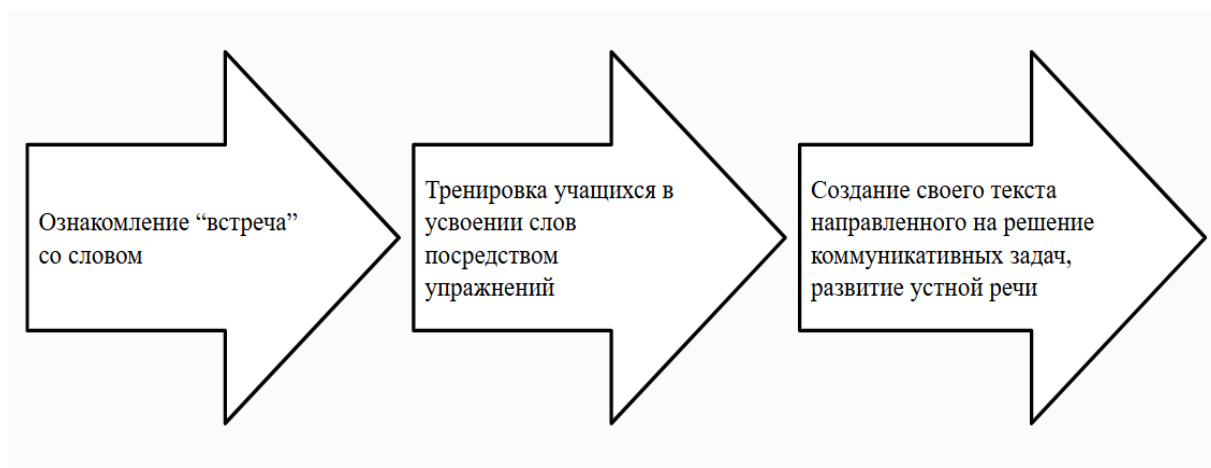 Ознакомление “встреча”
со словом
Тренировка учащихся в
усвоении слов
посредством
упражнений
Создание своего текста
направленного на решение
коммуникативных задач,
развитие устной речи